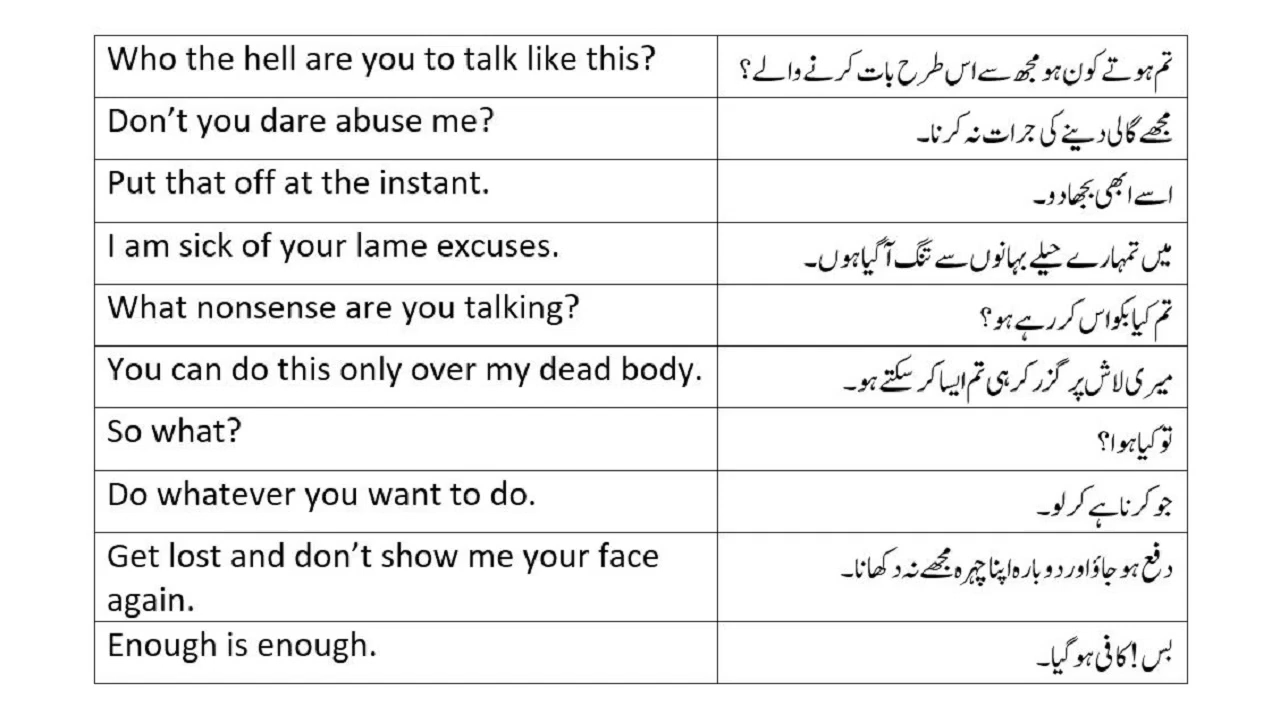 Who the hell are you to talk like this?
تم ہوتے کون ہو مجھ سے اس طرح بات کرنے والے؟
Don’t you dare abuse me?
مجھے گالی دینے کی جرات نہ کرنا۔
Put that off at the instant.
اسے ابھی بجھادو۔
I am sick of your lame excuses.
میں تمہارے حیلے بہانوں سے تنگ آگیا ہوں۔
What nonsense are you talking?
تم کیا بکواس کر رہے ہو؟
You can do this only over my dead body.
میری لاش پر گزر کر ہی تم ایسا کر سکتے ہو۔
So what?
تو کیا ہوا؟
Do whatever you want to do.
جو کرنا ہے کر لو۔
Get lost and don’t show me your face
again.
دفع ہو جاؤ اور دوبارہ اپنا چہرہ مجھے نہ دکھانا۔
Enough is enough.
بس! کافی ہو گیا۔